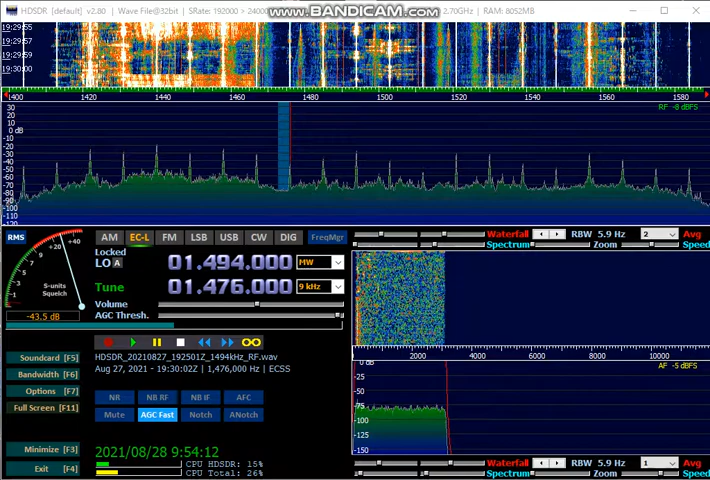 HDSDR [default] v2.80 | Wave File@32bit | SRate: 192000 > 24000
www.BANDICAM.com
2.70GHz | RAM: 8052MB
19:29:55
19:29:57
19:30:00
1400 1420 1440 1460 1480 1500 1520 1540 1560 1580
30
20
10
0 dB
-10
-20
-30
-40
-50
-60
-70
-80
-90
-100
-110
-120
RF -8 dBFS
RMS
AM EC-L FM LSB USB CW DIG FreqMgr
Locked
LO A 01.494.000 MW
Tune 01.476.000 9 kHz
Volume
AGC Thresh.
1 3 5 7 9 +20 +40
S-units
Squelch
-43.5 dB
Waterfall RBW 5.9 Hz 2 Avg
Spectrum Zoom Speed
HDSDR_20210827_192501Z_1494kHz_RF.wav
Aug 27, 2021 - 19:30:02Z | 1,476,000 Hz | ECSS
Soundcard [F5]
Bandwidth [F6]
Options [F7]
Full Screen [F11]
NR NB RF NB IF AFC
Mute AGC Fast Notch ANotch
Minimize [F3]
Exit [F4]
2021/08/28 9:54:12
CPU HDSDR: 15%
CPU Total: 26%
0 2000 4000 6000 8000 10000
0 dB
-25
-50
-75
-100
-125
-150
AF -5 dBFS
Waterfall RBW 5.9 Hz 1 Avg
Spectrum Zoom Speed